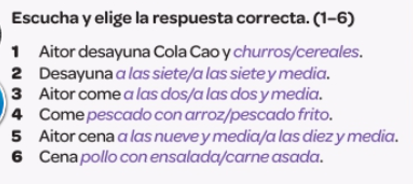 Escucha y elige la respuesta correcta. (1–6)
1 Aitor desayuna Cola Cao y churros/cereales.
2 Desayuna a las siete/a las siete y media.
3 Aitor come a las dos/a las dos y media.
4 Come pescado con arroz/pescado frito.
5 Aitor cena a las nueve y media/a las diez y media.
6 Cena pollo con ensalada/carne asada.